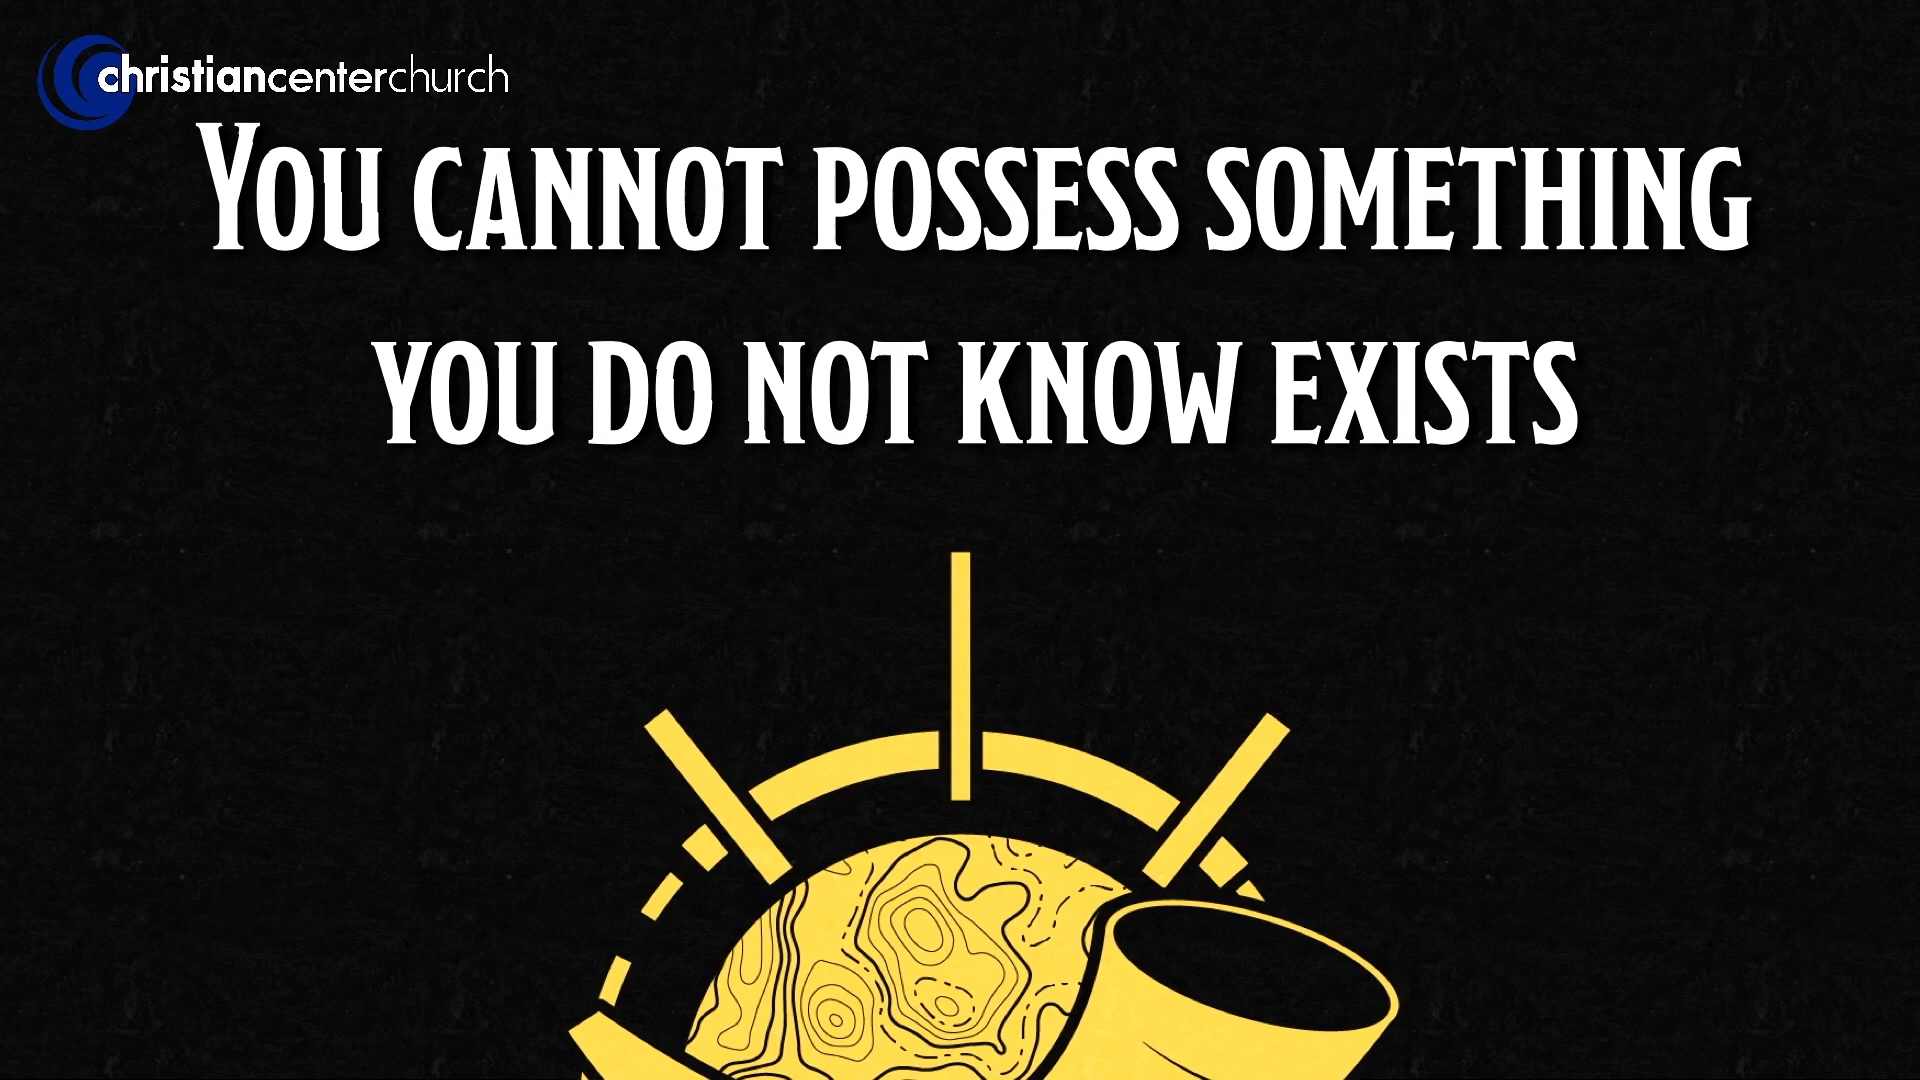 christiancenterchurch
YOU CANNOT POSSESS SOMETHING
YOU DO NOT KNOW EXISTS